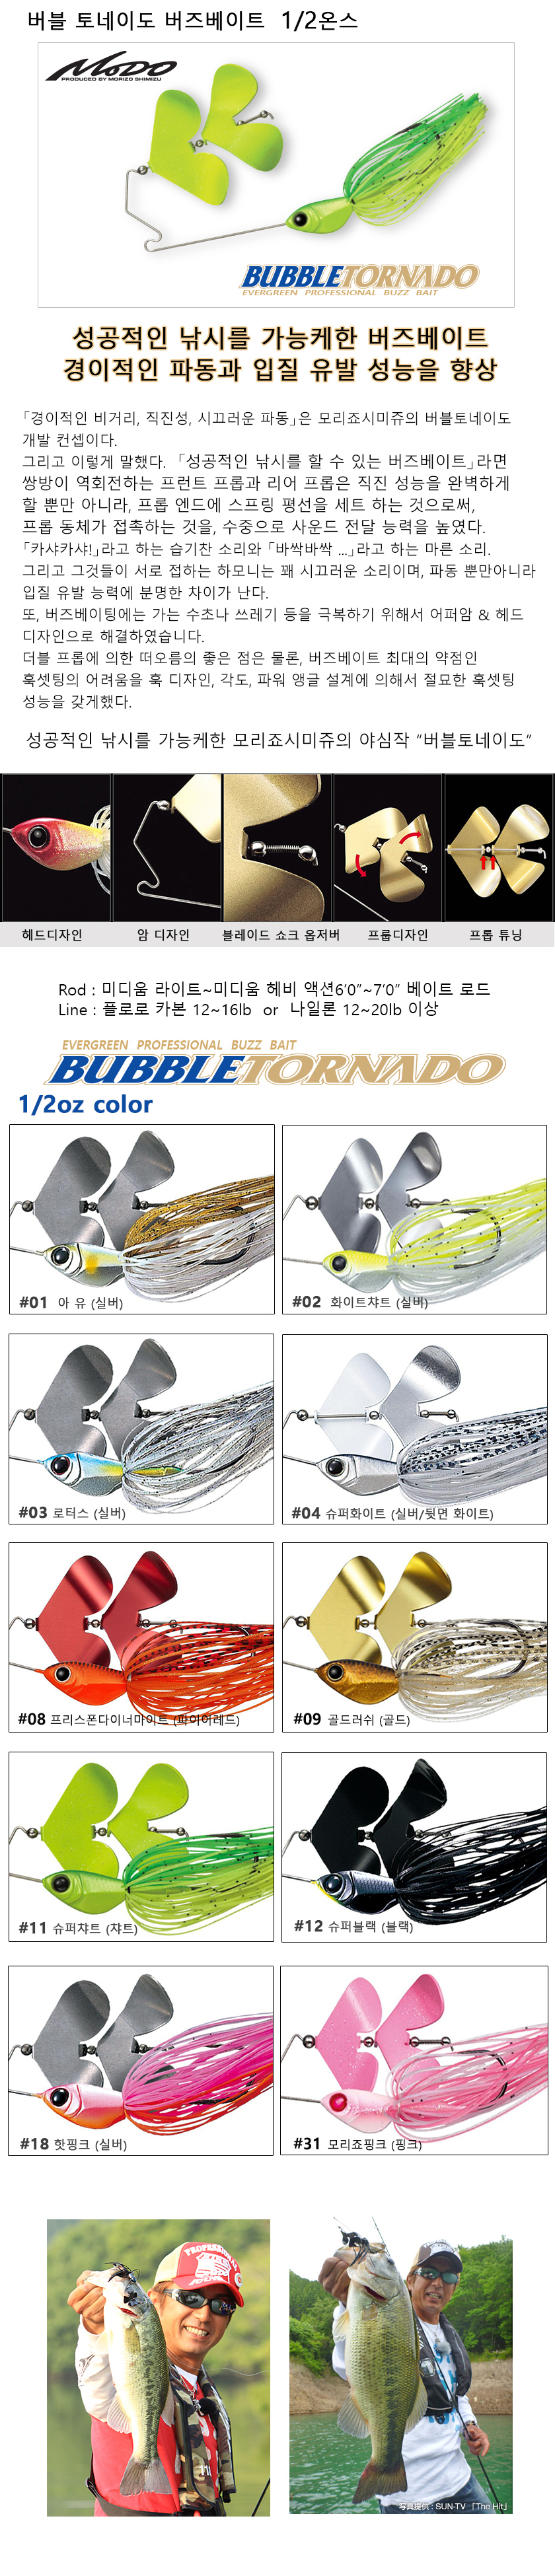 버블 토네이도 버즈베이트 1/2온스
MoDo
PRODUCED BY MORIZO SHIMIZU
BUBBLETORNADO
EVERGREEN PROFESSIONAL BUZZ BAIT
성공적인 낚시를 가능케한 버즈베이트
경이적인 파동과 입질 유발 성능을 향상
「경이적인 비거리, 직진성, 시끄러운 파동」은 모리죠시미쥬의 버블토네이도
개발 컨셉이다.
그리고 이렇게 말했다. 「성공적인 낚시를 할 수 있는 버즈베이트」라면
쌍방이 역회전하는 프런트 프롭과 리어 프롭은 직진 성능을 완벽하게
할 뿐만 아니라, 프롭 엔드에 스프링 평선을 세트 하는 것으로써,
프롭 동체가 접촉하는 것을, 수중으로 사운드 전달 능력을 높였다.
「카샤카샤!」라고 하는 습기찬 소리와 「바싹바싹 ...」라고 하는 마른 소리.
그리고 그것들이 서로 접하는 하모니는 꽤 시끄러운 소리이며, 파동 뿐만아니라
입질 유발 능력에 분명한 차이가 난다.
또, 버즈베이팅에는 가는 수초나 쓰레기 등을 극복하기 위해서 어퍼암 & 헤드
디자인으로 해결하였습니다.
더블 프롭에 의한 떠오름의 좋은 점은 물론, 버즈베이트 최대의 약점인
훅셋팅의 어려움을 훅 디자인, 각도, 파워 앵글 설계에 의해서 절묘한 훅셋팅
성능을 갖게했다.
성공적인 낚시를 가능케한 모리죠시미쥬의 야심작 “버블토네이도”
헤드디자인
암 디자인
블레이드 쇼크 옵저버
프룹디자인
프롭 튜닝
Rod : 미디움 라이트~미디움 헤비 액션6’0”~7’0” 베이트 로드
Line : 플로로 카본 12~16lb or 나일론 12~20lb 이상
EVERGREEN PROFESSIONAL BUZZ BAIT
BUBBLETORNADO
1/2oz color
#01 아 유 (실버)
#02 화이트챠트 (실버)
#03 로터스 (실버)
#04 슈퍼화이트 (실버/뒷면 화이트)
#08 프리스폰다이너마이트 (파이어레드)
#09 골드러쉬 (골드)
#11 슈퍼챠트 (챠트)
#12 슈퍼블랙 (블랙)
#18 핫핑크 (실버)
#31 모리죠핑크 (핑크)
写真提供：SUN-TV 「The Hit」